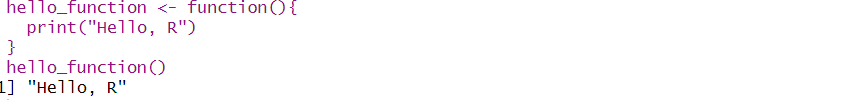 hello_function <- function(){
  print("Hello, R")
}
hello_function()
1] "Hello, R"